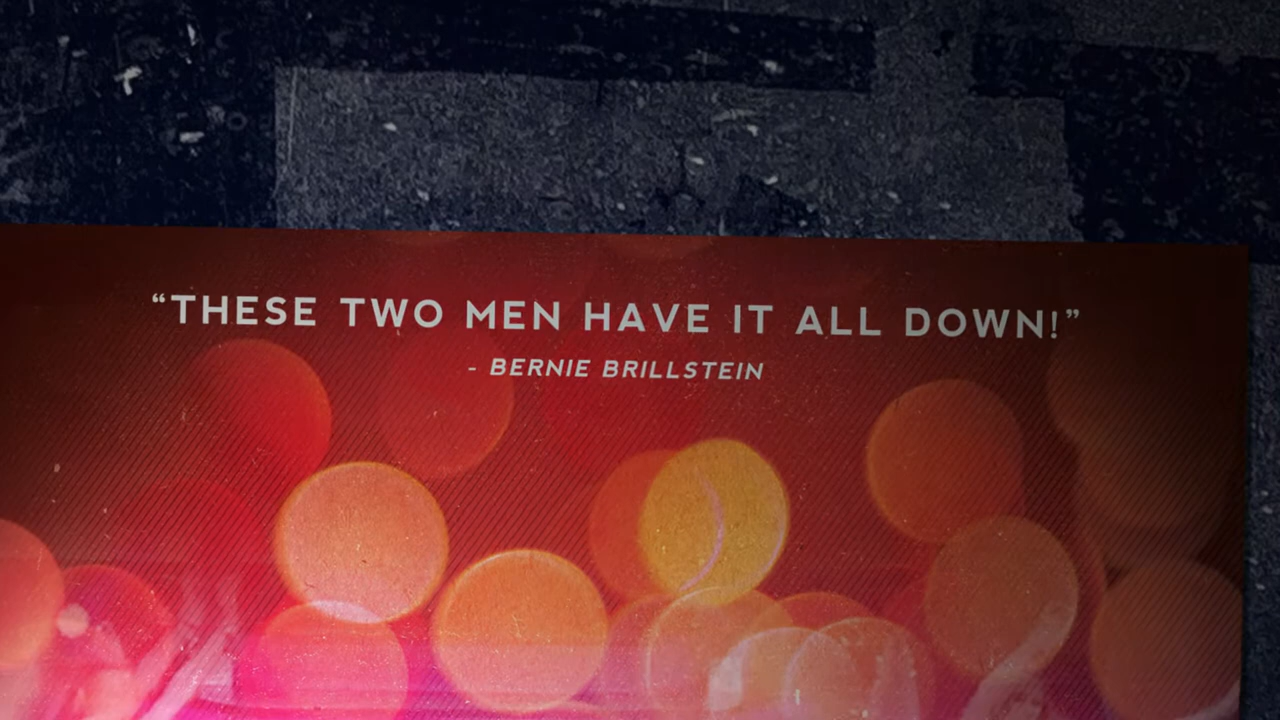 “THESE TWO MEN HAVE IT ALL DOWN!”
- BERNIE BRILLSTEIN